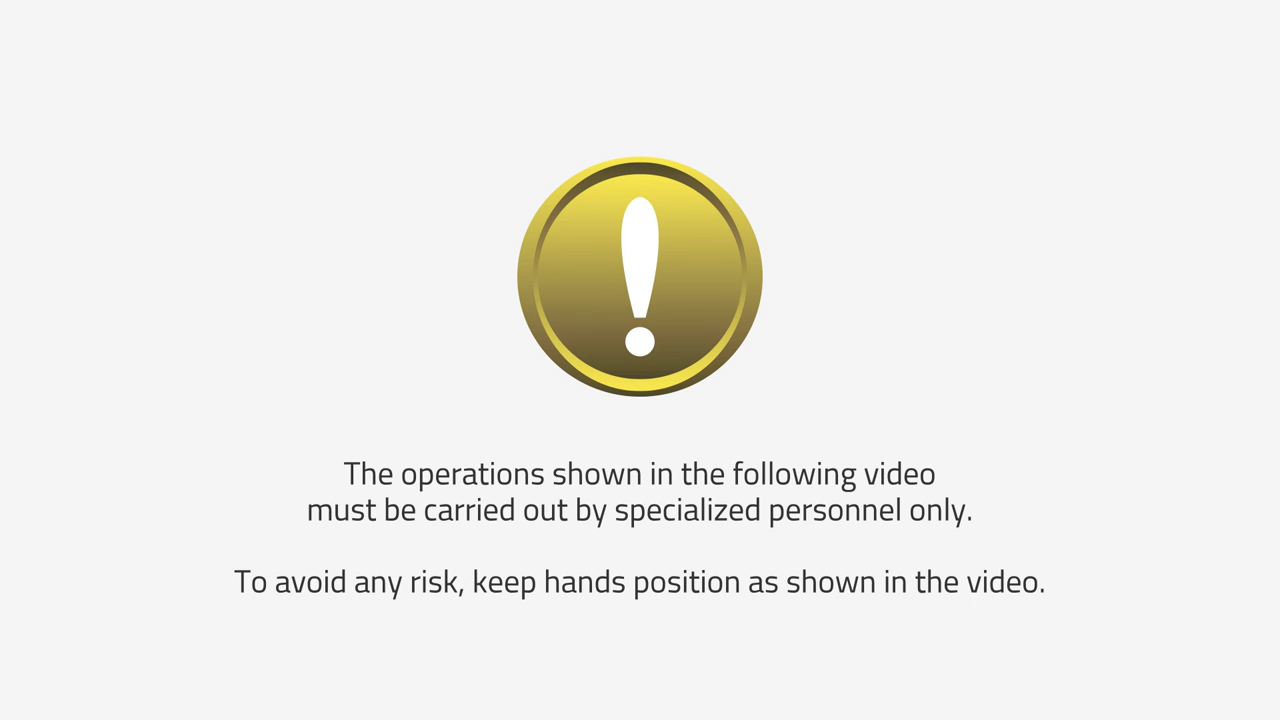 The operations shown in the following video
must be carried out by specialized personnel only.
To avoid any risk, keep hands position as shown in the video.